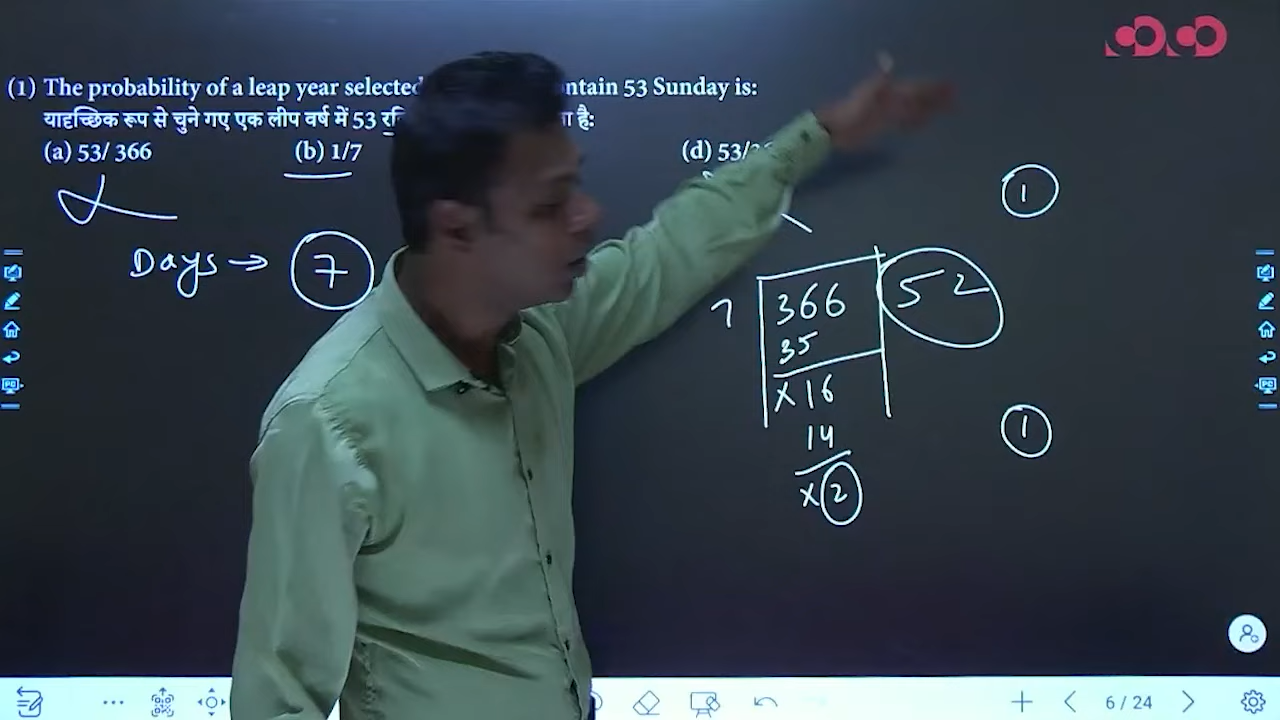 (1) The probability of a leap year selected ontain 53 Sunday is:
यादृच्छिक रूप से चुने गए एक लीप वर्ष में 53 है:
(a) 53/ 366 (b) 1/7 (d) 53/
1
Days → 7
7 366 52
35
x 16
14 1
x 2
6 / 24